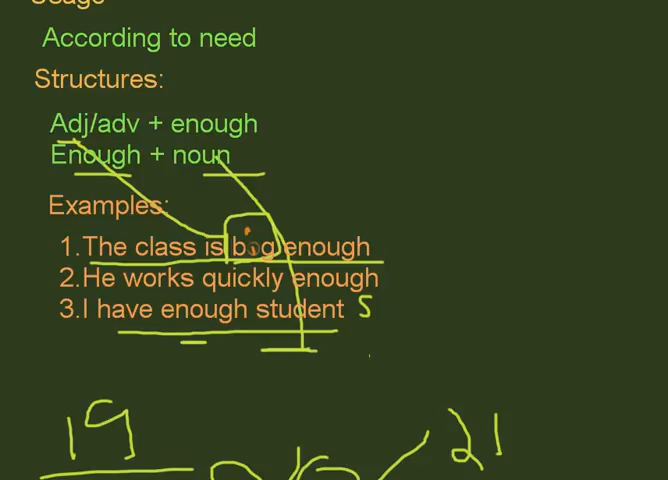 Usage
According to need
Structures:
Adj/adv + enough
Enough + noun
Examples:
1.The class is big enough
2.He works quickly enough
3.I have enough student s
19
21